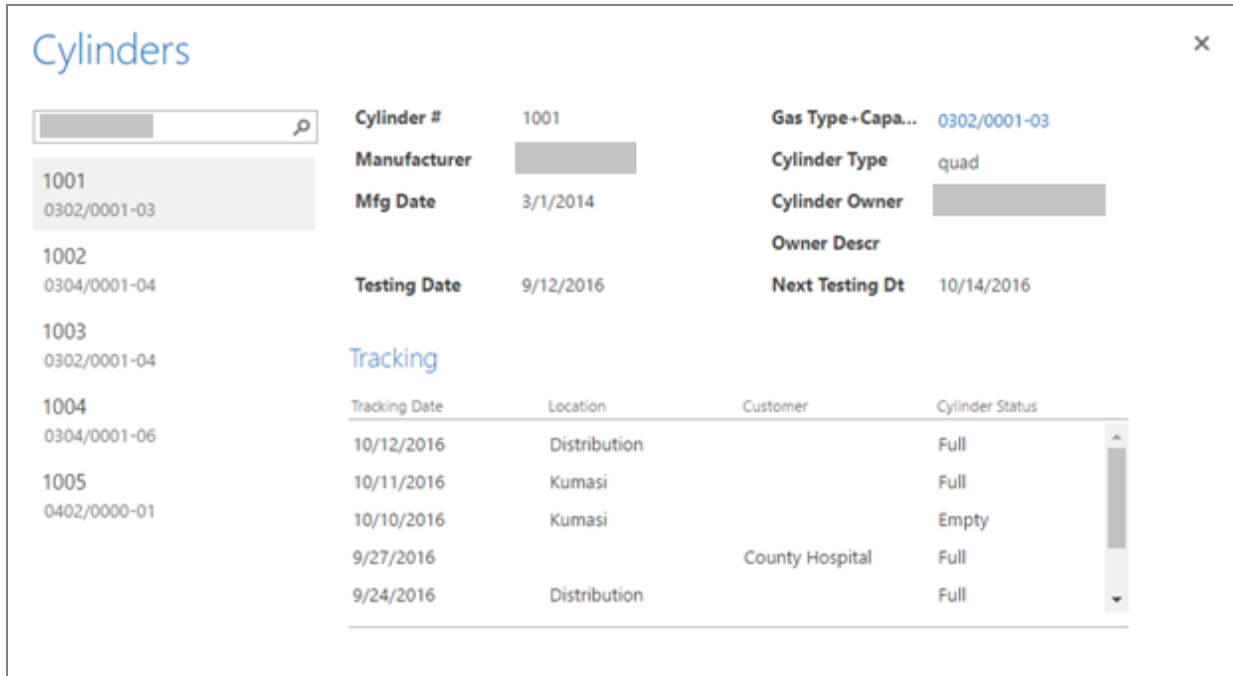 Cylinders
1001
0302/0001-03
1002
0304/0001-04
1003
0302/0001-04
1004
0304/0001-06
1005
0402/0000-01
Cylinder # 1001 Gas Type+Capa... 0302/0001-03
Manufacturer Cylinder Type quad
Mfg Date 3/1/2014 Cylinder Owner
Owner Descr
Testing Date 9/12/2016 Next Testing Dt 10/14/2016
Tracking
Tracking Date Location Customer Cylinder Status
10/12/2016 Distribution Full
10/11/2016 Kumasi Full
10/10/2016 Kumasi Empty
9/27/2016 County Hospital Full
9/24/2016 Distribution Full